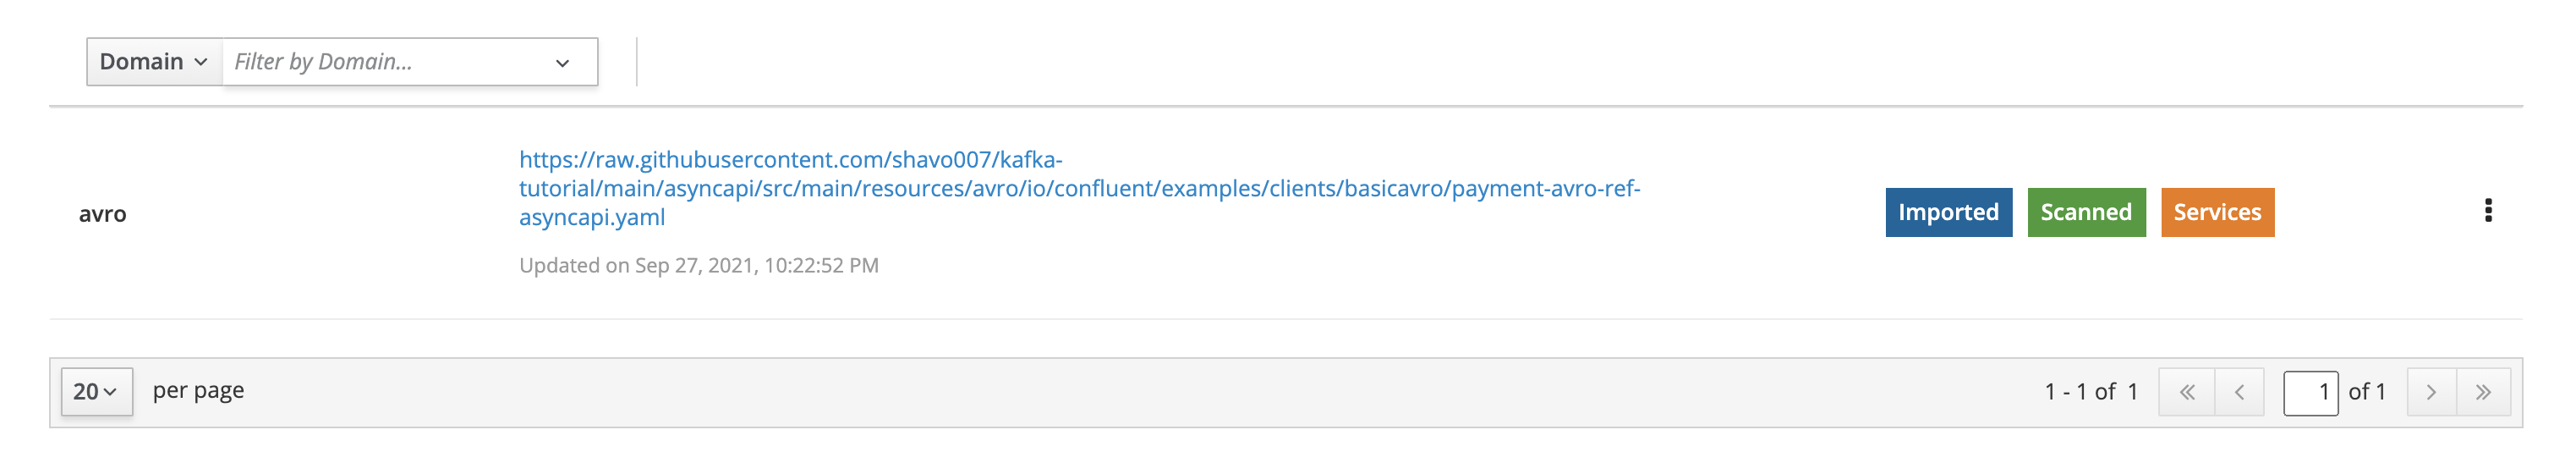 Domain Filter by Domain...
avro
https://raw.githubusercontent.com/shavo007/kafka-
tutorial/main/asyncapi/src/main/resources/avro/io/confluent/examples/clients/basicavro/payment-avro-ref-
asyncapi.yaml
Updated on Sep 27, 2021, 10:22:52 PM
Imported Scanned Services
20 per page 1 - 1 of 1 1 of 1